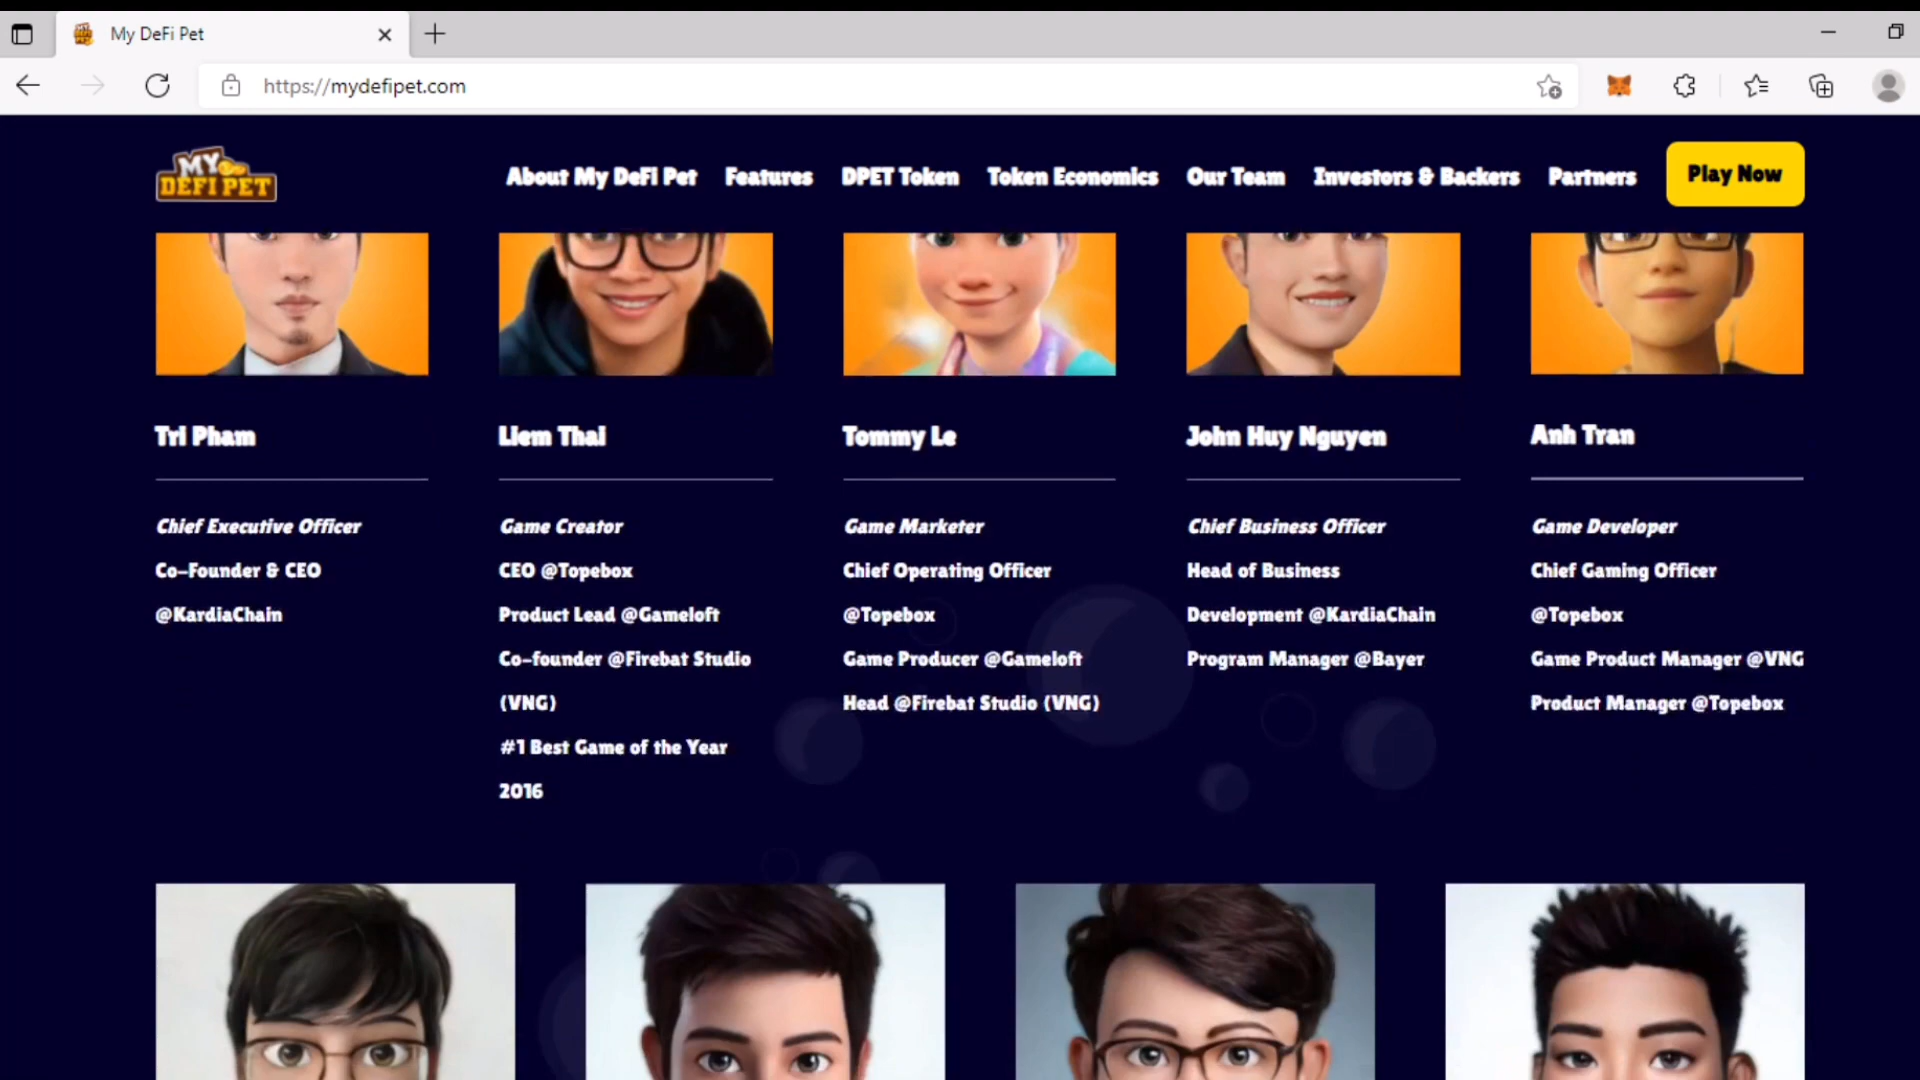 My DeFi Pet
https://mydefipet.com
MY
DEFI PET
About My DeFi Pet Features DPET Token Token Economics Our Team Investors & Backers Partners Play Now
Tri Pham
Chief Executive Officer
Co-Founder & CEO
@KardiaChain
Liem Thai
Game Creator
CEO @Topebox
Product Lead @Gameloft
Co-founder @Firebat Studio
(VNG)
#1 Best Game of the Year
2016
Tommy Le
Game Marketer
Chief Operating Officer
@Topebox
Game Producer @Gameloft
Head @Firebat Studio (VNG)
John Huy Nguyen
Chief Business Officer
Head of Business
Development @KardiaChain
Program Manager @Bayer
Anh Tran
Game Developer
Chief Gaming Officer
@Topebox
Game Product Manager @VNG
Product Manager @Topebox